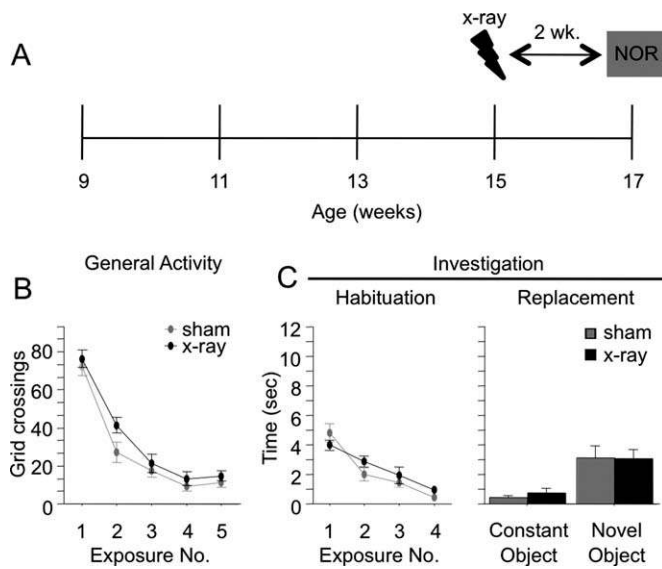 x-ray
2 wk.
NOR
A
9 11 13 15 17
Age (weeks)
General Activity
B
sham
x-ray
80
60
40
20
0
Grid crossings
1 2 3 4 5
Exposure No.
C
Investigation
Habituation
12
10
8
6
4
2
0
Time (sec)
1 2 3 4
Exposure No.
Replacement
sham
x-ray
Constant Object
Novel Object